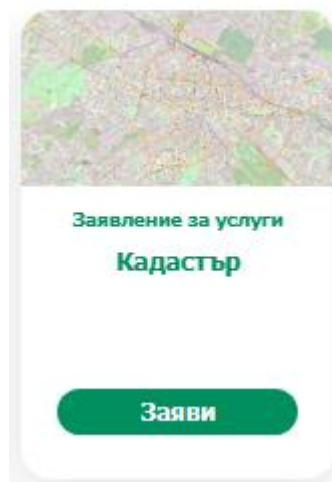 Заявление за услуги
Кадастър
Заяви